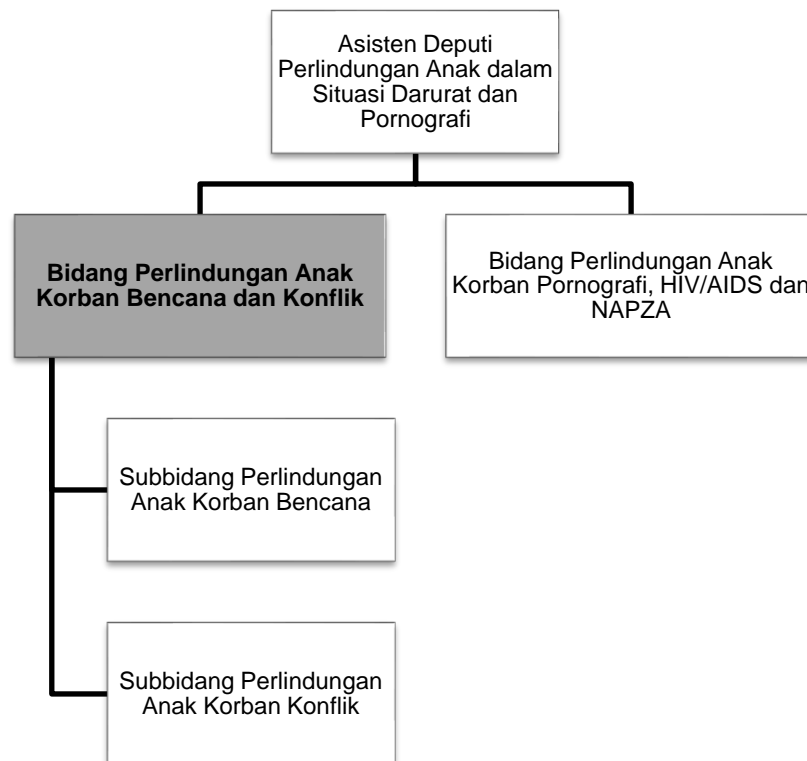 Asisten Deputi
Perlindungan Anak dalam
Situasi Darurat dan
Pornografi
Bidang Perlindungan Anak
Korban Bencana dan Konflik
Bidang Perlindungan Anak
Korban Pornografi, HIV/AIDS dan
NAPZA
Subbidang Perlindungan
Anak Korban Bencana
Subbidang Perlindungan
Anak Korban Konflik